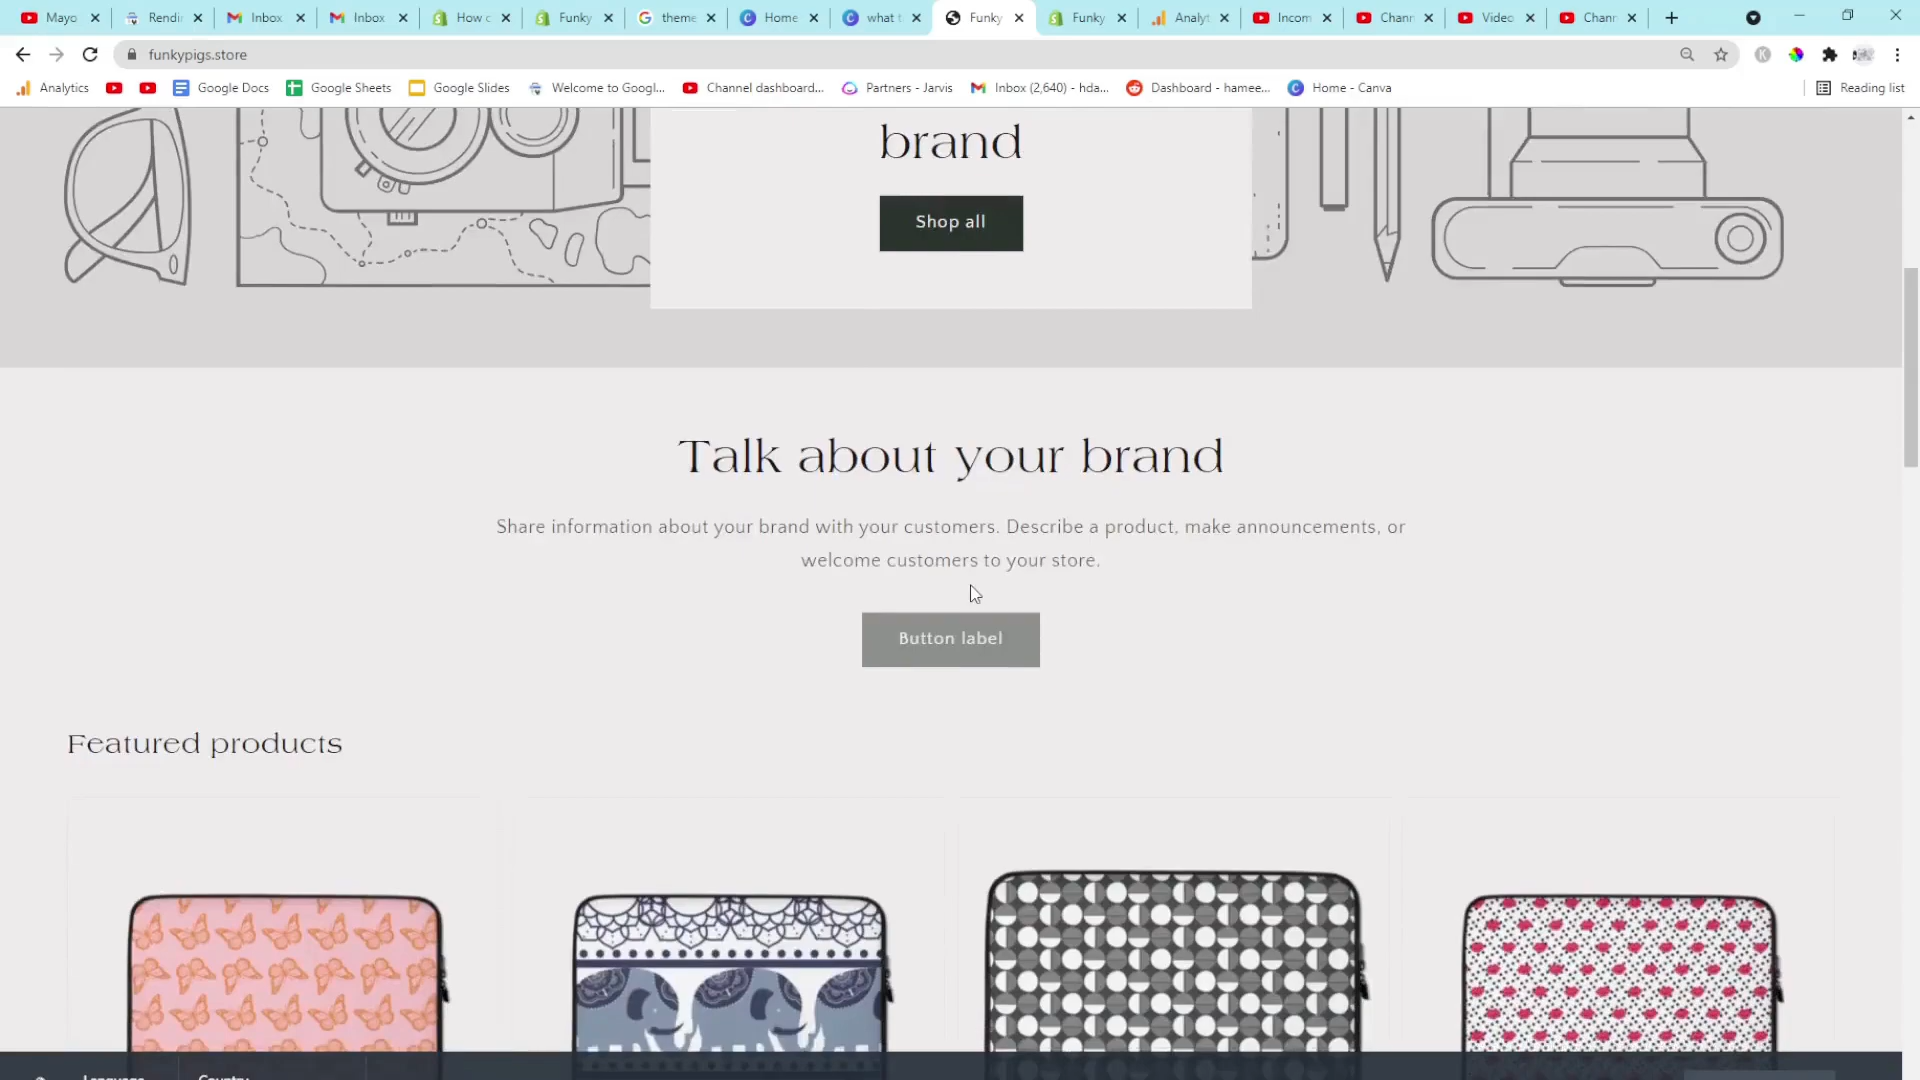 Mayo
Rendi
Inbox
Inbox
How c
Funky
theme
Home
what t
Funky
Funky
Analyt
Incom
Chann
Video
Chann
funkypigs.store
Analytics
Google Docs
Google Sheets
Google Slides
Welcome to Googl...
Channel dashboard...
Partners - Jarvis
Inbox (2,640) - hda...
Dashboard - hamee...
Home - Canva
Reading list
brand
Shop all
Talk about your brand
Share information about your brand with your customers. Describe a product, make announcements, or
welcome customers to your store.
Button label
Featured products
Language
Country